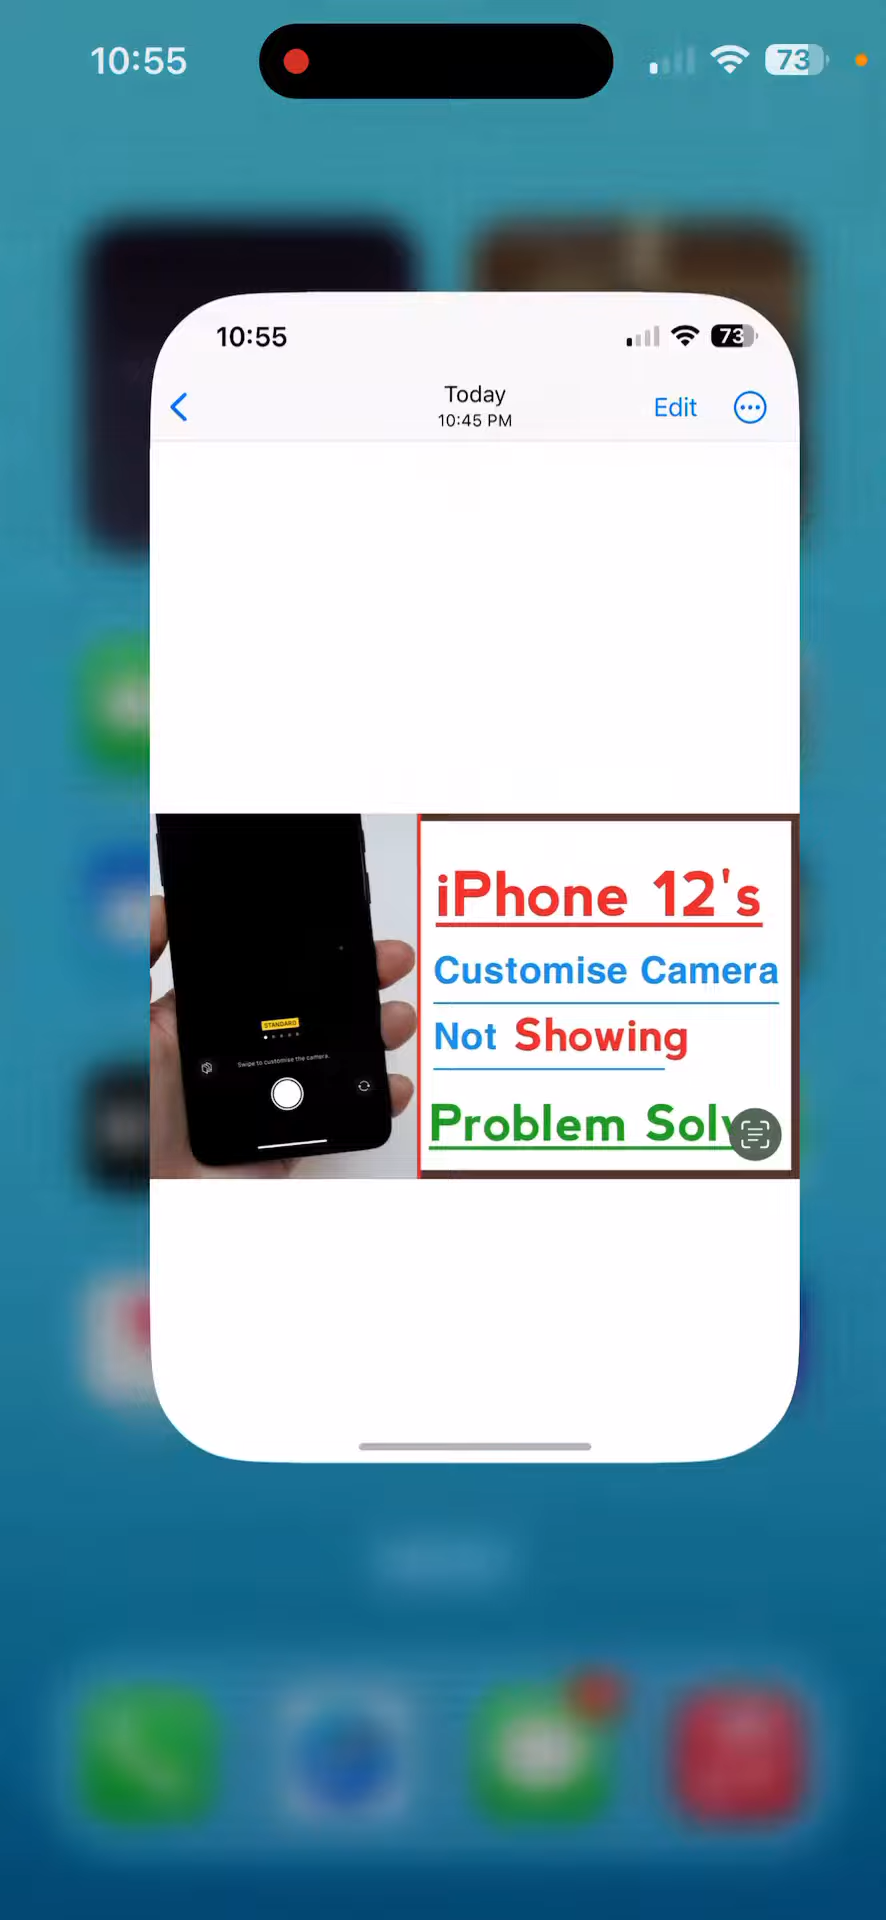 10:55
73
10:55
73
Today
10:45 PM
Edit
iPhone 12's
Customise Camera
Not Showing
Problem Solv
STANDARD
Swipe to customise the camera.